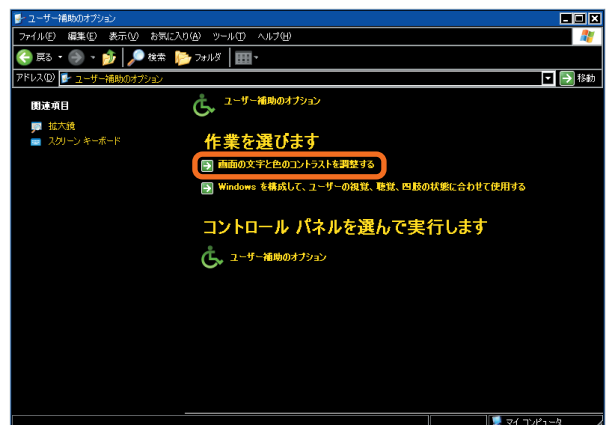 ユーザー補助のオプション
ファイル(F) 編集(E) 表示(V) お気に入り(A) ツール(T) ヘルプ(H)
戻る 検索 フォルダ
アドレス(D) ユーザー補助のオプション 移動
関連項目
拡大鏡
スクリーン キーボード
ユーザー補助のオプション
作業を選びます
画面の文字と色のコントラストを調整する
Windows を構成して、ユーザーの視覚、聴覚、四肢の状態に合わせて使用する
コントロール パネルを選んで実行します
ユーザー補助のオプション
マイ コンピュータ